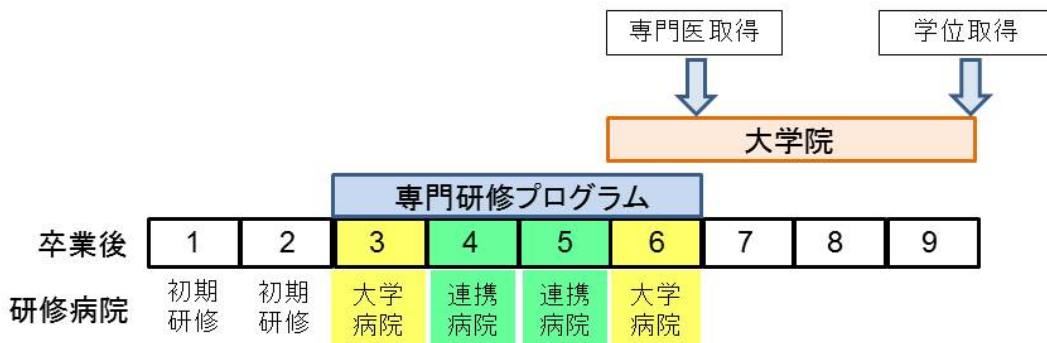 専門医取得 学位取得
大学院
専門研修プログラム
卒業後 1 2 3 4 5 6 7 8 9
研修病院 初期 初期 大学 連携 連携 大学
研修 研修 病院 病院 病院 病院